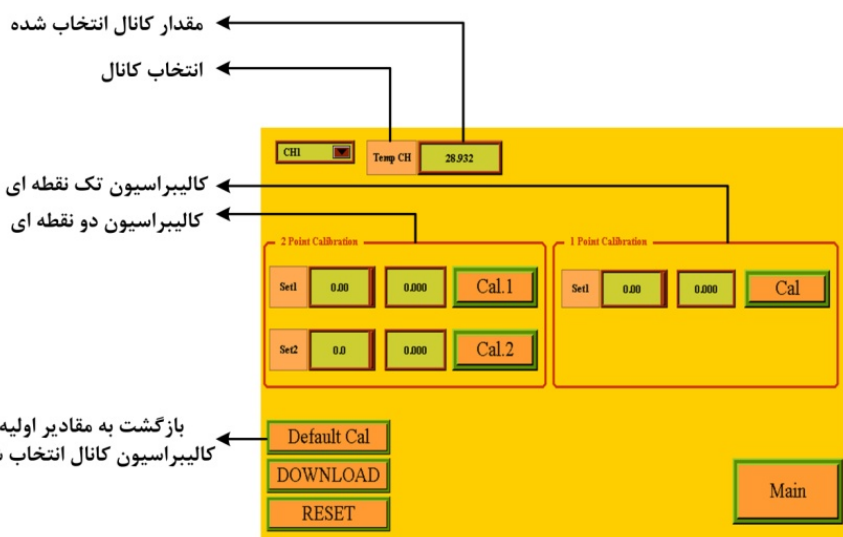 مقدار کانال انتخاب شده
انتخاب کانال
CH1
Temp CH
28.932
کالیبراسیون تک نقطه ای
کالیبراسیون دو نقطه ای
2 Point Calibration
Set1 0.00 0.000 Cal.1
Set2 0.0 0.000 Cal.2
1 Point Calibration
Set1 0.00 0.000 Cal
بازگشت به مقادیر اولیه
کالیبراسیون کانال انتخاب
Default Cal
DOWNLOAD
RESET
Main